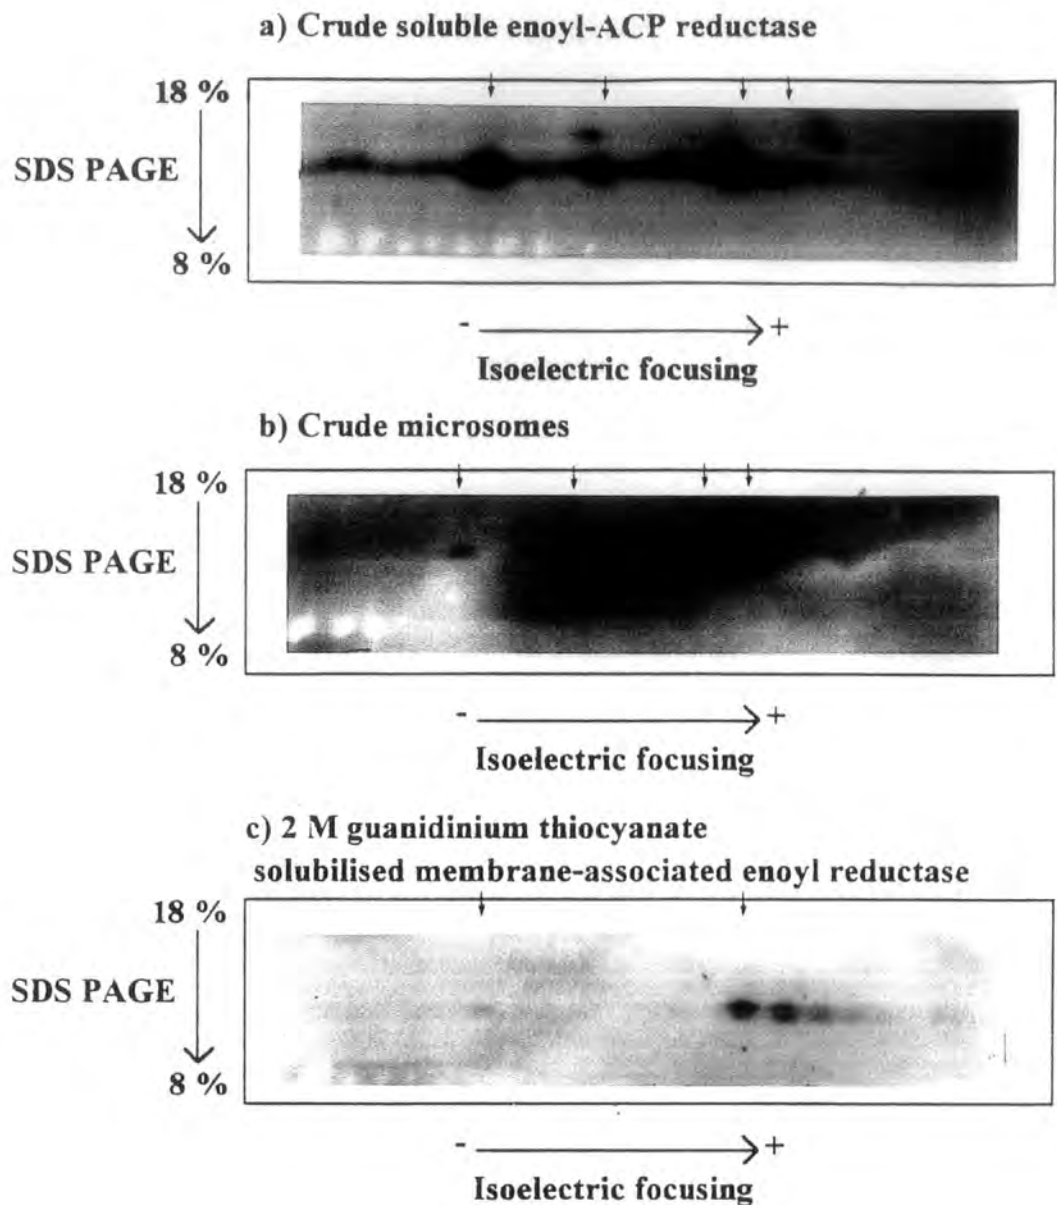 a) Crude soluble enoyl-ACP reductase
18 %
SDS PAGE
8 %
- +
Isoelectric focusing
b) Crude microsomes
18 %
SDS PAGE
8 %
- +
Isoelectric focusing
c) 2 M guanidinium thiocyanate
solubilised membrane-associated enoyl reductase
18 %
SDS PAGE
8 %
- +
Isoelectric focusing